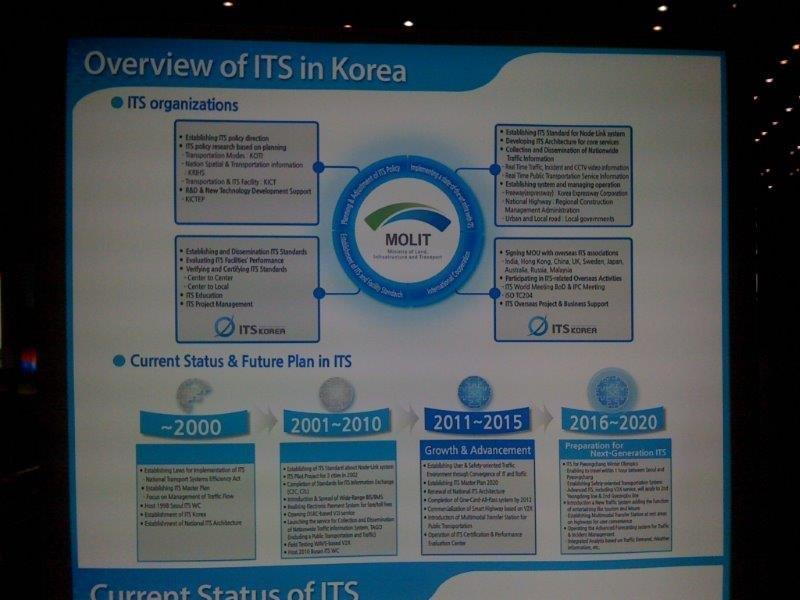 Overview of ITS in Korea
ITS organizations
• Establishing ITS policy direction
• ITS policy research based on planning
- Transportation Modes : KOTI
- Nation Spatial & Transportation information
: KRIHS
- Transportation & ITS Facility : KICT
• R&D & New Technology Development Support
- KICTEP
• Establishing ITS Standard for Node Link system
• Developing ITS Architecture for core services
• Collection and Dissemination of Nationwide
Traffic Information
- Real Time Traffic, Incident and CCTV video information
- Real Time Public Transportation Service Information
• Establishing system and managing operation
- Freeway(expressway) : Korea Expressway Corporation
- National Highway : Regional Construction
Management Administration
- Urban and Local road : Local governments
Planning & Adjustment of ITS Policy
Establishment of ITS and Facility Standards
International Cooperation
MOLIT
Ministry of Land,
Infrastructure and Transport
• Establishing and Dissemination ITS Standards
• Evaluating ITS Facilities' Performance
• Verifying and Certifying ITS Standards
- Center to Center
- Center to Local
• ITS Education
• ITS Project Management
ITS KOREA
• Signing MOU with overseas ITS associations
- India, Hong Kong, China, UK, Sweden, Japan,
Australia, Russia, Malaysia
• Participating in ITS-related Overseas Activities
- ITS World Meeting BoD & IPC Meeting
- ISO TC204
• ITS Overseas Project & Business Support
ITS KOREA
Current Status & Future Plan in ITS
~2000
2001~2010
2011~2015
2016~2020
• Establishing Laws for Implementation of ITS
- National Transport Systems Efficiency Act
• Establishing ITS Master Plan
- Focus on Management of Traffic Flow
• Host 1998 Seoul ITS WC
• Establishment of ITS Korea
• Establishment of National ITS Architecture
• Establishing of ITS Standard about Node-Link system
• ITS Pilot Project for 3 cities in 2002
• Completion of Standards for ITS Information Exchange
(C2C, C2L)
• Introduction & Spread of Wide-Range BIS/BMS
• Realizing Electronic Payment System for fare/toll fees
• Opening DSRC-based V2I service
• Launching the service for Collection and Dissemination
of Nationwide Traffic information System, TAGO
(including a Public Transportation and Traffic)
• Field Testing WAVE-based V2X
• Host 2010 Busan ITS WC
Growth & Advancement
• Establishing User & Safety-oriented Traffic
Environment through Convergence of IT and Traffic
• Establishing ITS Master Plan 2020
• Renewal of National ITS Architecture
• Completion of One-Card-All-Pass system by 2013
• Commercialization of Smart Highway based on V2X
• Introduction of Multimodal Transfer Station for
Public Transportation
• Operation of ITS Certification & Performance
Evaluation Center
Preparation for
Next-Generation ITS
• ITS for Pyeongchang Winter Olympics
- Enabling to travel within 1 hour between Seoul and
Pyeongchang
- Establishing Safety-oriented Transportation System
• Introduction a New Traffic System adding the function
of entertaining the tourism and leisure
- Establishing Multimodal Transfer Station at rest areas
on highways for user convenience
• Operating the Advanced Forecasting system for Traffic
& Incident Management
- Integrated Analysis based on Traffic Demand, Weather
information, etc.
Current Status of ITS